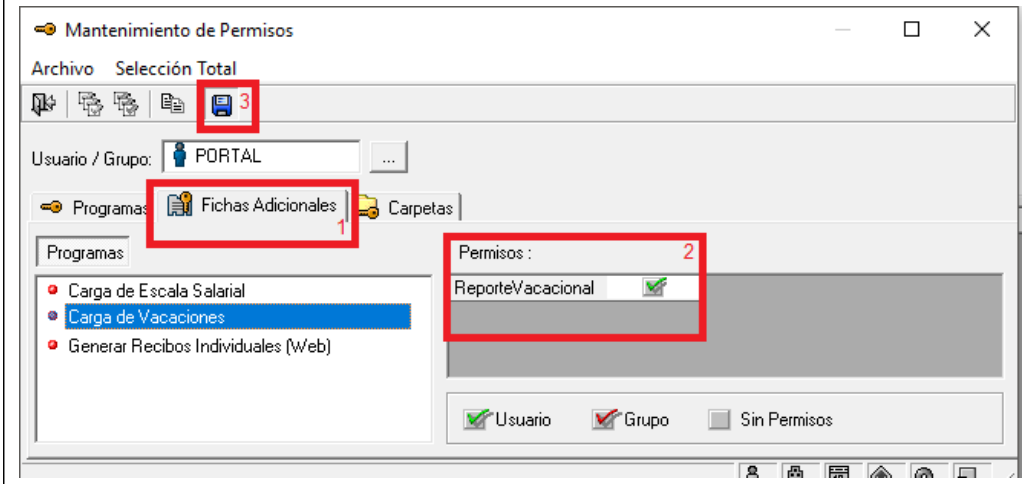 Mantenimiento de Permisos
Archivo Selección Total
3
Usuario / Grupo: PORTAL ...
Programas Fichas Adicionales Carpetas
1
Programas Permisos : 2
Carga de Escala Salarial ReporteVacacional
Carga de Vacaciones
Generar Recibos Individuales (Web)
Usuario Grupo Sin Permisos